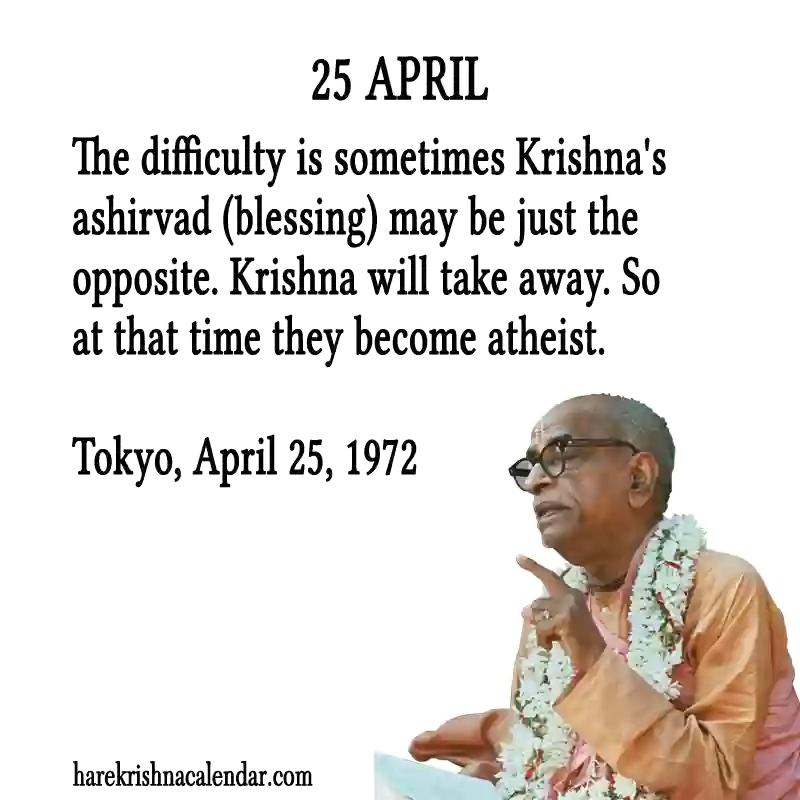 25 APRIL
The difficulty is sometimes Krishna's
ashirvad (blessing) may be just the
opposite. Krishna will take away. So
at that time they become atheist.
Tokyo, April 25, 1972
harekrishnacalendar.com